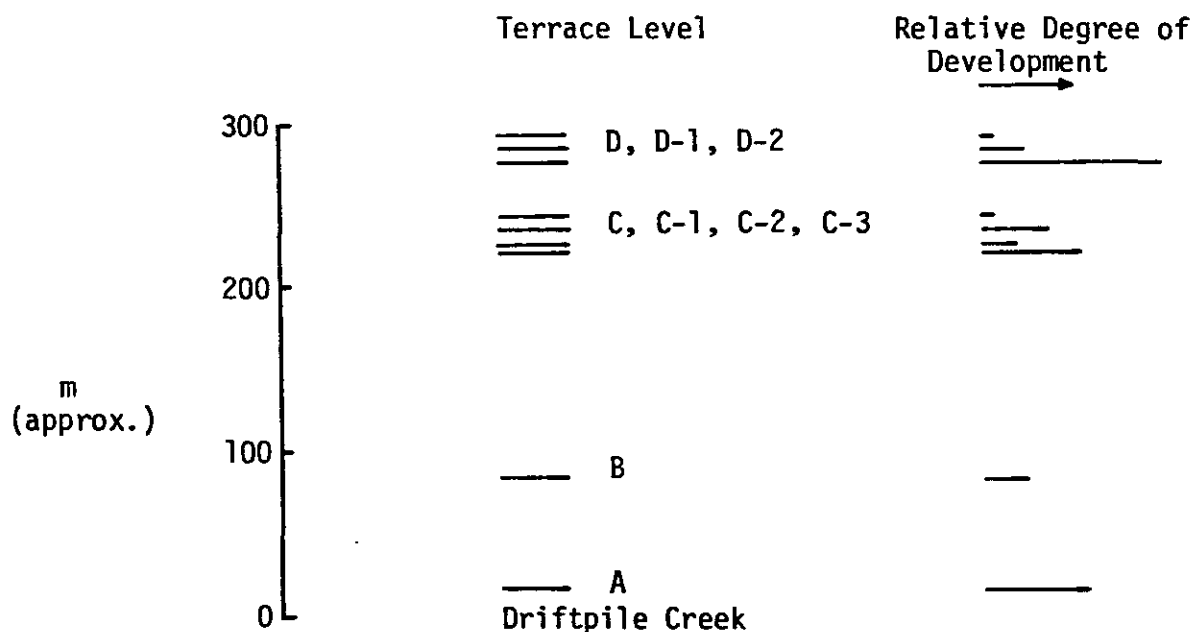 Terrace Level
Relative Degree of
Development
300
D, D-1, D-2
C, C-1, C-2, C-3
200
m
(approx.)
100
B
A
0
Driftpile Creek